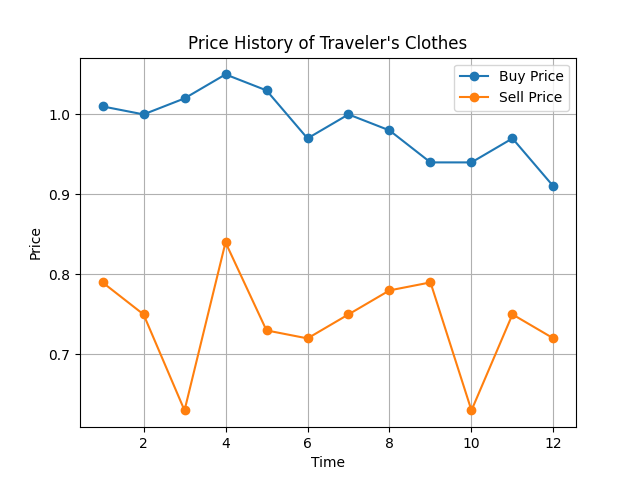 Price History of Traveler's Clothes
Buy Price
Sell Price
1.0
0.9
0.8
0.7
Price
2 4 6 8 10 12
Time